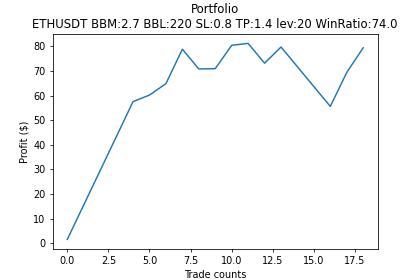 Portfolio
ETHUSDT BBM:2.7 BBL:220 SL:0.8 TP:1.4 lev:20 WinRatio:74.0
80
70
60
50
40
30
20
10
0
Profit ($)
0.0 2.5 5.0 7.5 10.0 12.5 15.0 17.5
Trade counts